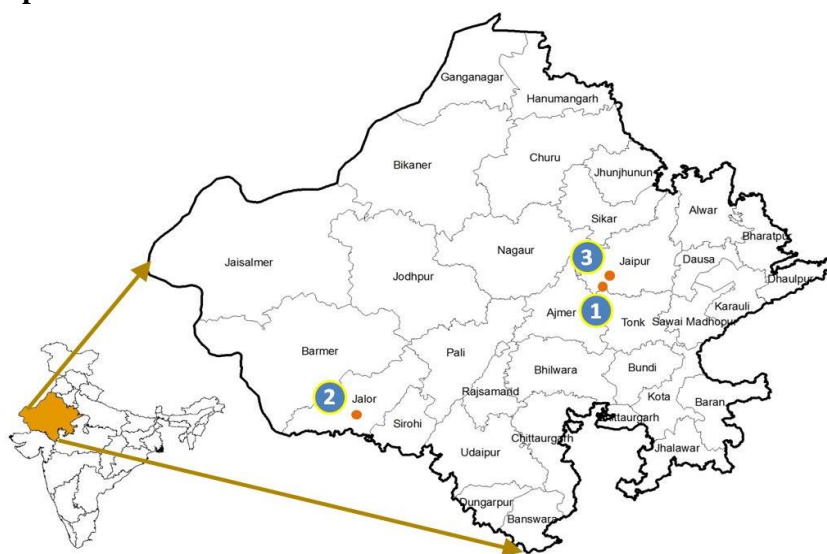 Ganganagar
Hanumangarh
Bikaner
Churu
Jhunjhunun
Sikar
Alwar
Bharatpur
Jaisalmer
Jodhpur
Nagaur
3
Jaipur
Dausa
Dhaulpur
Karauli
Ajmer
1
Tonk
Sawai Madhopur
Barmer
Pali
Bhilwara
Bundi
2
Jalor
Rajsamand
Kota
Baran
Sirohi
Chittaurgarh
Chittaurgarh
Udaipur
Jhalawar
Dungarpur
Banswara